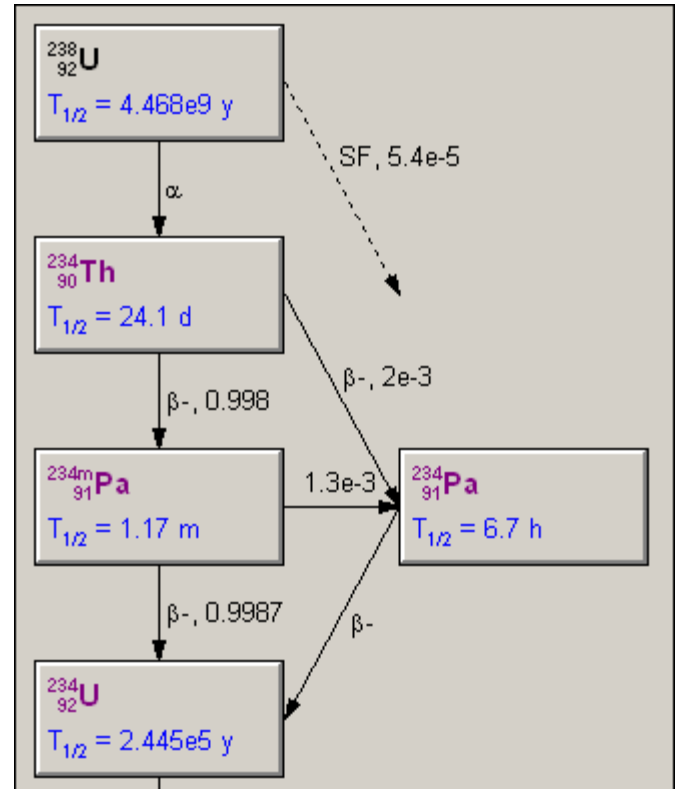 238
92U
T1/2 = 4.468e9 y
SF, 5.4e-5
α
234
90Th
T1/2 = 24.1 d
β-, 2e-3
β-, 0.998
234m
91Pa
T1/2 = 1.17 m
1.3e-3
234
91Pa
T1/2 = 6.7 h
β-, 0.9987
β-
234
92U
T1/2 = 2.445e5 y